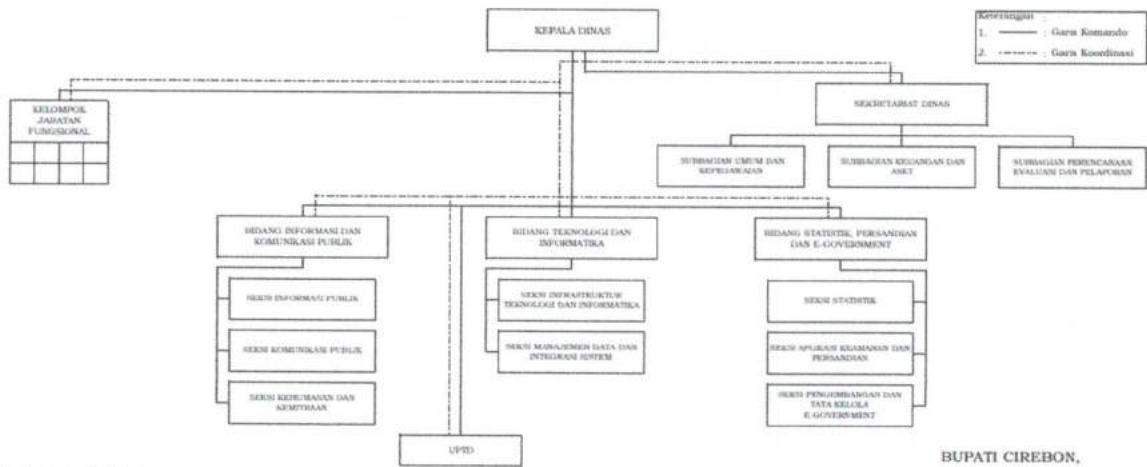 KEPALA DINAS
Keterangan :
1. : Garis Komando
2. : Garis Koordinasi
KELOMPOK
JABATAN
FUNGSIONAL
SEKRETARIAT DINAS
SUBBAGIAN UMUM DAN
KEPEGAWAIAN
SUBBAGIAN KEUANGAN DAN
ASET
SUBBAGIAN PERENCANAAN
EVALUASI DAN PELAPORAN
BIDANG INFORMASI DAN
KOMUNIKASI PUBLIK
BIDANG TEKNOLOGI DAN
INFORMATIKA
BIDANG STATISTIK, PERSANDIAN
DAN E-GOVERNMENT
SEKSI INFORMASI PUBLIK
SEKSI KOMUNIKASI PUBLIK
SEKSI KEHUMASAN DAN
KEMITRAAN
SEKSI INFRASTRUKTUR
TEKNOLOGI DAN INFORMATIKA
SEKSI MANAJEMEN DATA DAN
INTEGRASI SISTEM
SEKSI STATISTIK
SEKSI APLIKASI KEAMANAN DAN
PERSANDIAN
SEKSI PENGEMBANGAN DAN
TATA KELOLA
E-GOVERNMENT
UPTD
BUPATI CIREBON,